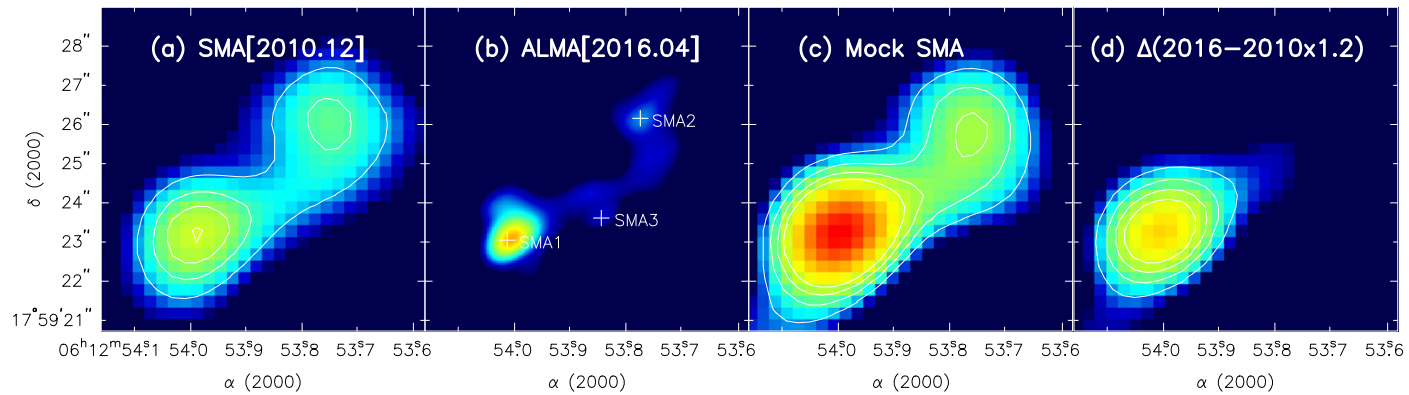 (a) SMA[2010.12]
(b) ALMA[2016.04]
(c) Mock SMA
(d) Δ(2016−2010x1.2)
28"
27"
26"
25"
24"
23"
22"
17°59'21"
δ (2000)
SMA2
SMA3
SMA1
06ʰ12ᵐ54ˢ.1 54ˢ.0 53ˢ.9 53ˢ.8 53ˢ.7 53ˢ.6
54ˢ.0 53ˢ.9 53ˢ.8 53ˢ.7 53ˢ.6
54ˢ.0 53ˢ.9 53ˢ.8 53ˢ.7 53ˢ.6
54ˢ.0 53ˢ.9 53ˢ.8 53ˢ.7 53ˢ.6
α (2000)
α (2000)
α (2000)
α (2000)